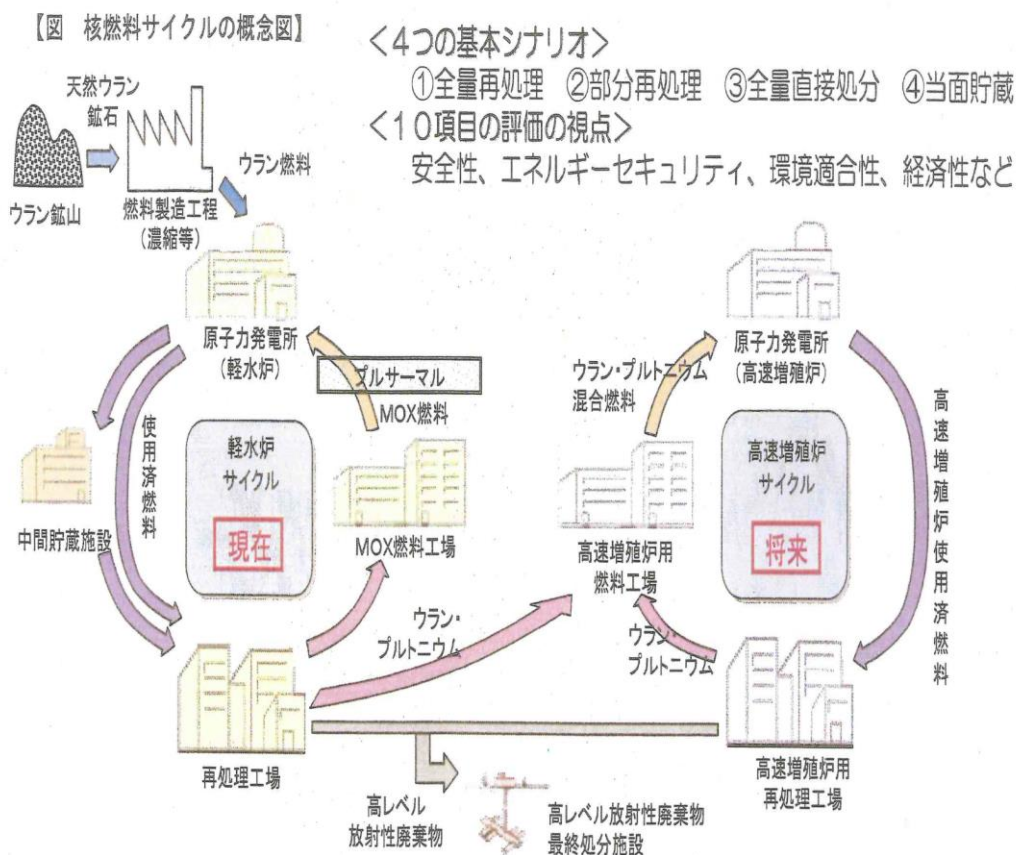 【図 核燃料サイクルの概念図】
<4つの基本シナリオ>
①全量再処理 ②部分再処理 ③全量直接処分 ④当面貯蔵
<10項目の評価の視点>
安全性、エネルギーセキュリティ、環境適合性、経済性など
天然ウラン
鉱石
ウラン燃料
ウラン鉱山
燃料製造工程
(濃縮等)
原子力発電所
(軽水炉)
プルサーマル
MOX燃料
使用済燃料
軽水炉
サイクル
現在
中間貯蔵施設
MOX燃料工場
ウラン・
プルトニウム
再処理工場
原子力発電所
(高速増殖炉)
ウラン・プルトニウム
混合燃料
高速増殖炉
サイクル
将来
高速増殖炉使用済燃料
高速増殖炉用
燃料工場
ウラン・
プルトニウム
高速増殖炉用
再処理工場
高レベル
放射性廃棄物
高レベル放射性廃棄物
最終処分施設